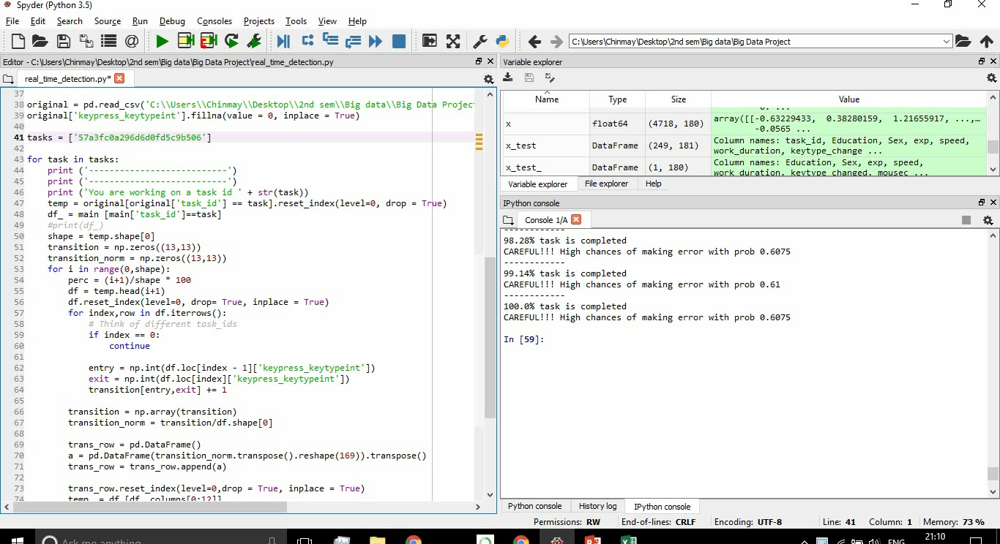 Spyder (Python 3.5)
File Edit Search Source Run Debug Consoles Projects Tools View Help
C:\Users\Chinmay\Desktop\2nd sem\Big data\Big Data Project
Editor - C:\Users\Chinmay\Desktop\2nd sem\Big data\Big Data Project\real_time_detection.py
real_time_detection.py*
37
38 original = pd.read_csv('C:\\Users\\Chinmay\\Desktop\\2nd sem\\Big data\\Big Data Projec
39 original['keypress_keytypeint'].fillna(value = 0, inplace = True)
40
41 tasks = ['57a3fc0a296d6d0fd5c9b506']
42
43 for task in tasks:
44     print ('---------------------------')
45     print ('---------------------------')
46     print ('You are working on a task id ' + str(task))
47     temp = original[original['task_id'] == task].reset_index(level=0, drop = True)
48     df_ = main [main['task_id']==task]
49     #print(df_)
50     shape = temp.shape[0]
51     transition = np.zeros((13,13))
52     transition_norm = np.zeros((13,13))
53     for i in range(0,shape):
54         perc = (i+1)/shape * 100
55         df = temp.head(i+1)
56         df.reset_index(level=0, drop= True, inplace = True)
57         for index,row in df.iterrows():
58             # Think of different task_ids
59             if index == 0:
60                 continue
61
62             entry = np.int(df.loc[index - 1]['keypress_keytypeint'])
63             exit = np.int(df.loc[index]['keypress_keytypeint'])
64             transition[entry,exit] += 1
65
66         transition = np.array(transition)
67         transition_norm = transition/df.shape[0]
68
69         trans_row = pd.DataFrame()
70         a = pd.DataFrame(transition_norm.transpose().reshape(169)).transpose()
71         trans_row = trans_row.append(a)
72
73         trans_row.reset_index(level=0,drop = True, inplace = True)
74         temp_ = df_[df_.columns[0:12]]
Variable explorer
Name Type Size Value
x float64 (4718, 180) array([[-0.63229433, 0.38280159, 1.21655917, ...,…
-0.0565 ...
x_test DataFrame (249, 181) Column names: task_id, Education, Sex, exp, speed,
work_duration, keytype_change ...
x_test_ DataFrame (1, 180) Column names: Education, Sex, exp, speed,
work_duration, keytype_changed, mousec ...
Variable explorer File explorer Help
IPython console
Console 1/A
------------
98.28% task is completed
CAREFUL!!! High chances of making error with prob 0.6075
------------
99.14% task is completed
CAREFUL!!! High chances of making error with prob 0.61
------------
100.0% task is completed
CAREFUL!!! High chances of making error with prob 0.6075
In [59]:
Python console History log IPython console
Permissions: RW End-of-lines: CRLF Encoding: UTF-8 Line: 41 Column: 1 Memory: 73 %
Ask me anything
ENG
21:10